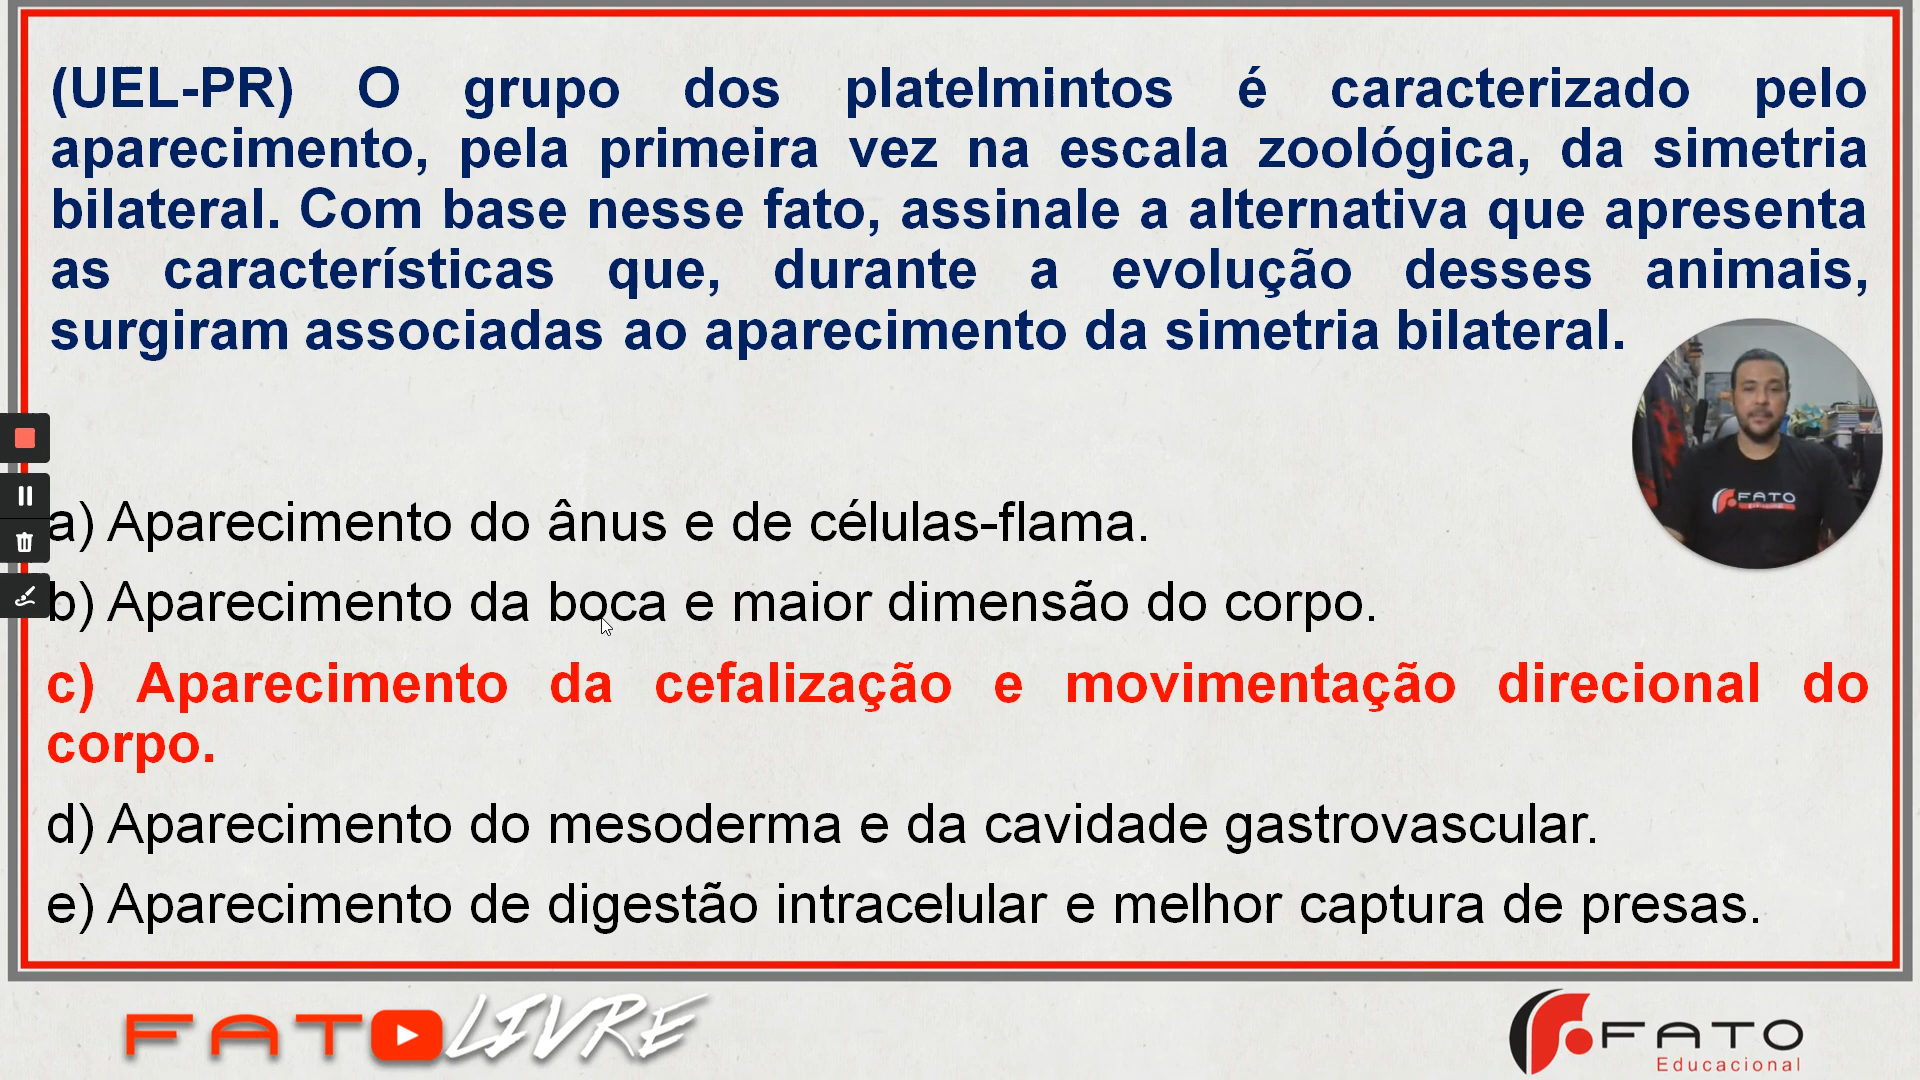 (UEL-PR) O grupo dos platelmintos é caracterizado pelo
aparecimento, pela primeira vez na escala zoológica, da simetria
bilateral. Com base nesse fato, assinale a alternativa que apresenta
as características que, durante a evolução desses animais,
surgiram associadas ao aparecimento da simetria bilateral.
FATO
a) Aparecimento do ânus e de células-flama.
b) Aparecimento da boca e maior dimensão do corpo.
c) Aparecimento da cefalização e movimentação direcional do
corpo.
d) Aparecimento do mesoderma e da cavidade gastrovascular.
e) Aparecimento de digestão intracelular e melhor captura de presas.
FATO LIVRE
FATO
Educacional